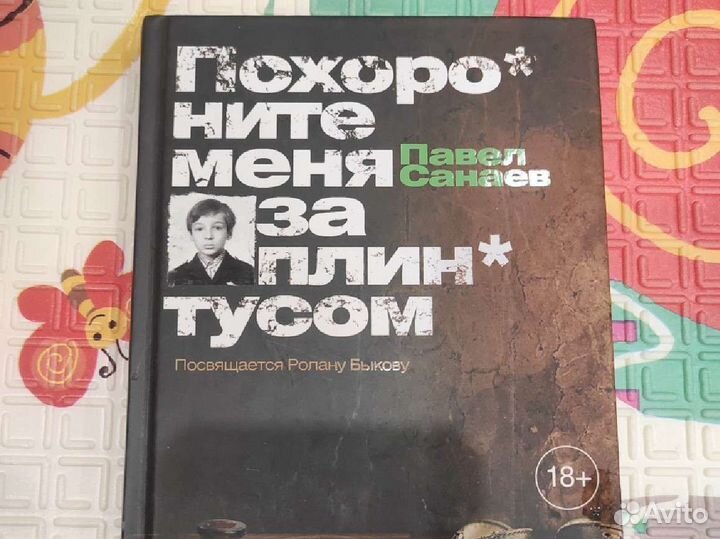 Похоро*
ните
меня
Павел
Санаев
за
плин*
тусом
Посвящается Ролану Быкову
18+
Avito